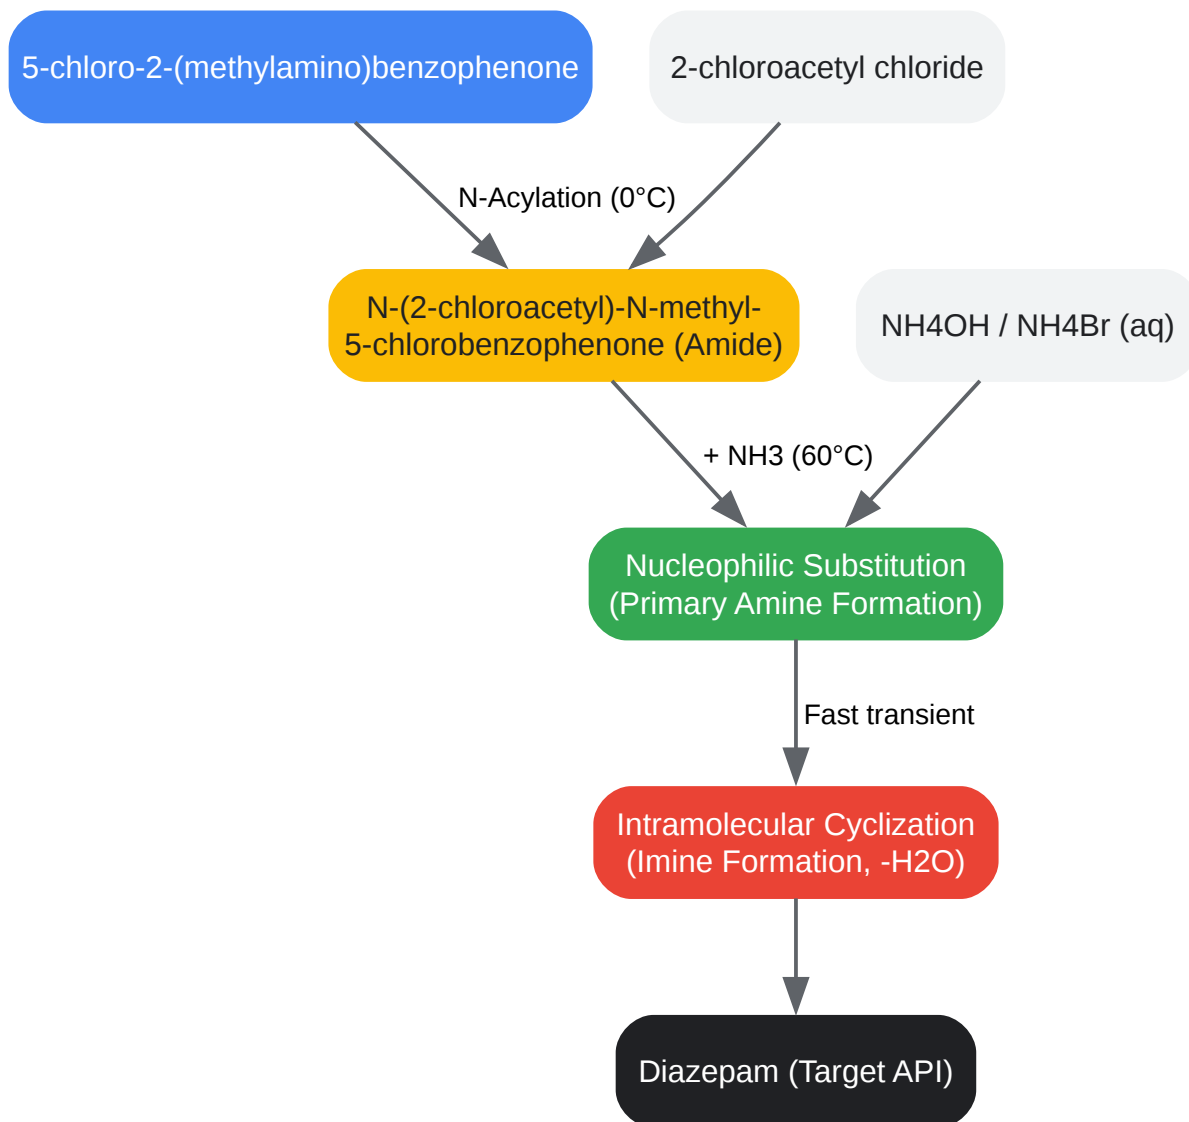 5-chloro-2-(methylamino)benzophenone
2-chloroacetyl chloride
N-Acylation (0°C)
N-(2-chloroacetyl)-N-methyl-
5-chlorobenzophenone (Amide)
NH4OH / NH4Br (aq)
+ NH3 (60°C)
Nucleophilic Substitution
(Primary Amine Formation)
Fast transient
Intramolecular Cyclization
(Imine Formation, -H2O)
Diazepam (Target API)